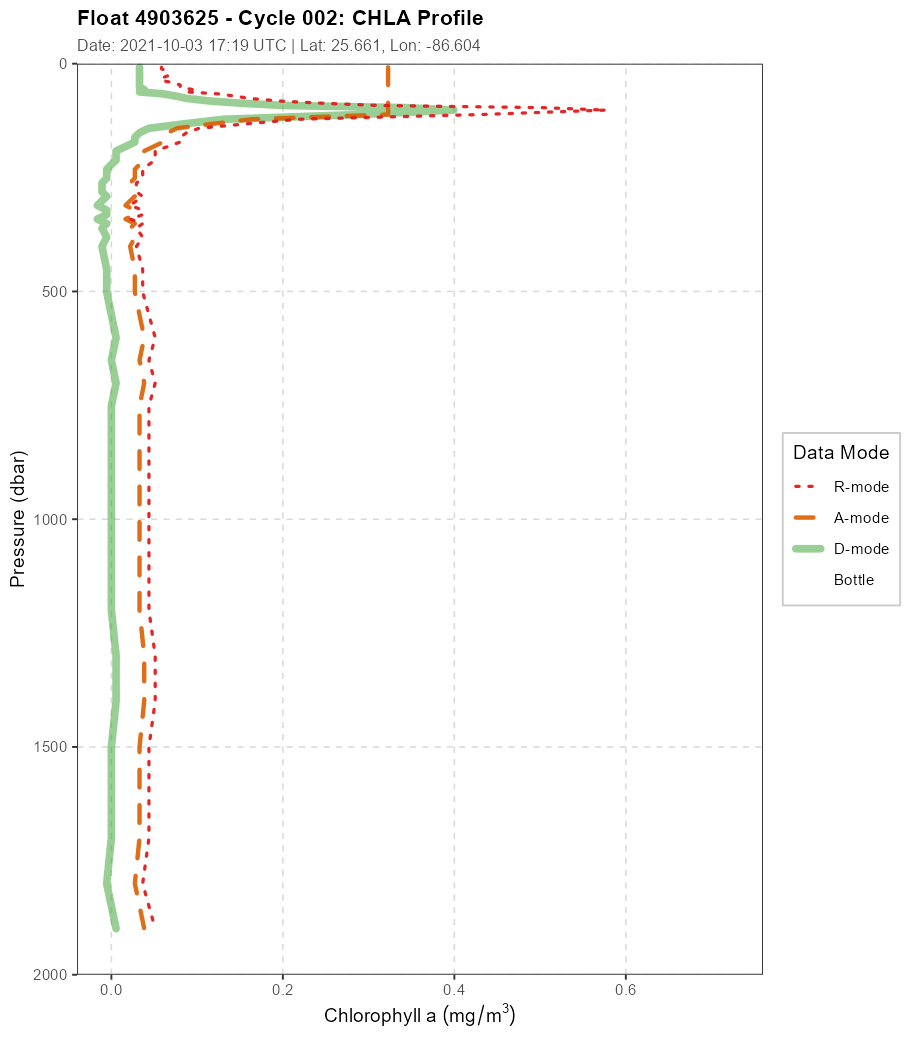 Float 4903625 - Cycle 002: CHLA Profile
Date: 2021-10-03 17:19 UTC | Lat: 25.661, Lon: -86.604
0
500
1000
1500
2000
Pressure (dbar)
0.0 0.2 0.4 0.6
Chlorophyll a (mg/m³)
Data Mode
R-mode
A-mode
D-mode
Bottle